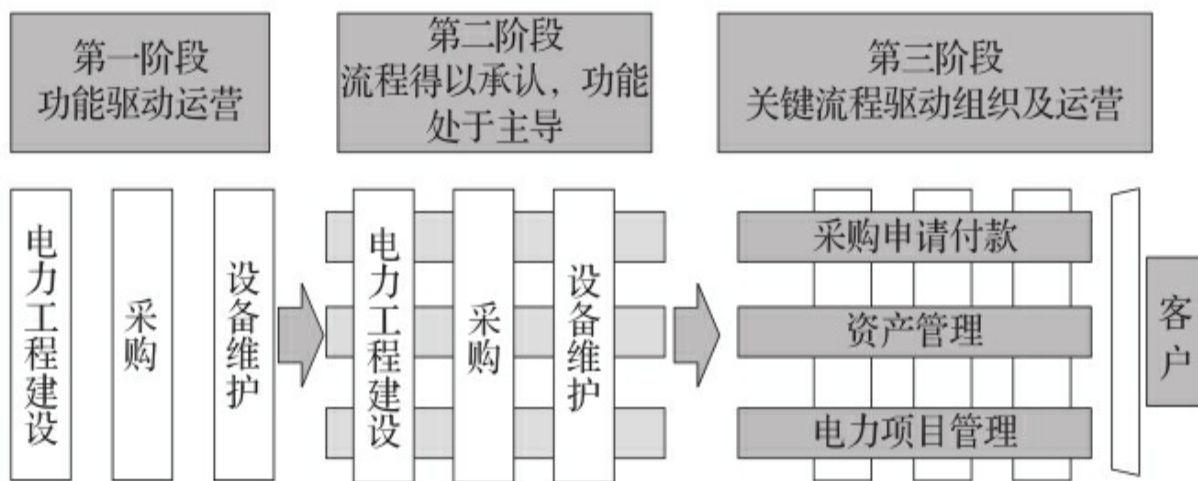 第一阶段
功能驱动运营
第二阶段
流程得以承认，功能
处于主导
第三阶段
关键流程驱动组织及运营
电力工程建设
采购
设备维护
电力工程建设
采购
设备维护
采购申请付款
资产管理
电力项目管理
客户